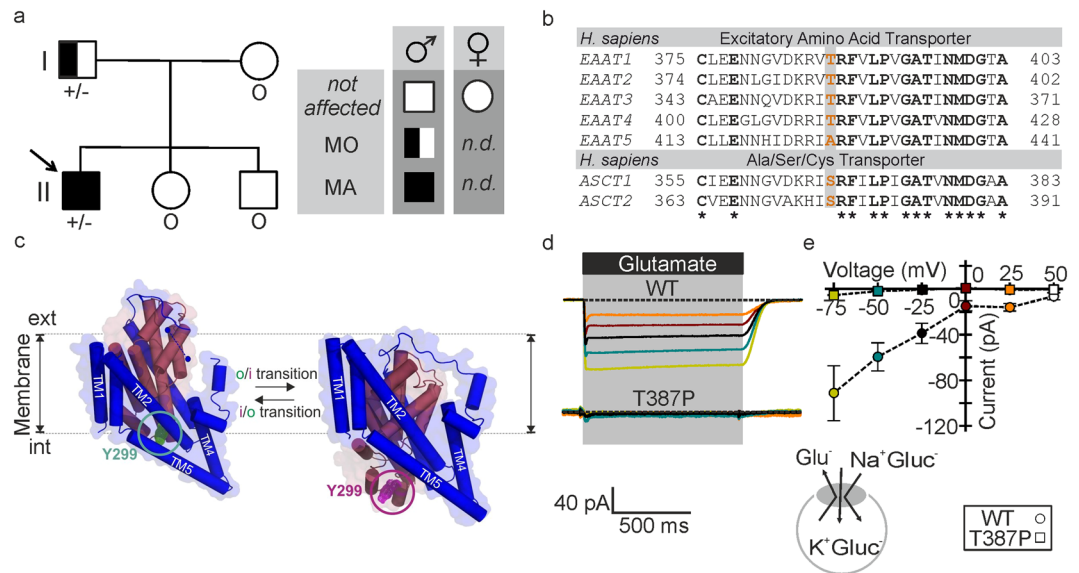 a
I
+/-
O
II
+/-
O
O
♂ ♀
not affected
MO n.d.
MA n.d.
b
H. sapiens Excitatory Amino Acid Transporter
EAAT1 375 CLEENNGVDKRVTRFVLPVGATINMDGTA 403
EAAT2 374 CLENLGIDKRVTRFVLPVGATINMDGTA 402
EAAT3 343 CAEENNQVDKRITRFVLPVGATINMDGTA 371
EAAT4 400 CLEEGLGVDRRITRFVLPVGATINMDGTA 428
EAAT5 413 CLLENNHIDRRIARFVLPVGATINMDGTA 441
H. sapiens Ala/Ser/Cys Transporter
ASCT1 355 CIEENNGVDKRISRFILPIGATVNMDGAA 383
ASCT2 363 CVEENNGVAKHISRFILPIGATVNMDGAA 391
* * ** ** *** **** *
c
ext
Membrane
int
TM1
TM2
TM4
TM5
Y299
o/i transition
i/o transition
TM1
TM2
TM4
TM5
Y299
d
Glutamate
WT
T387P
40 pA
500 ms
e
Voltage (mV)
-75 -50 -25 0 25 50
0
-40
-80
-120
Current (pA)
Glu⁻ Na⁺Gluc⁻
K⁺Gluc⁻
WT
T387P